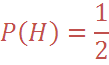 P(H) = 1/2